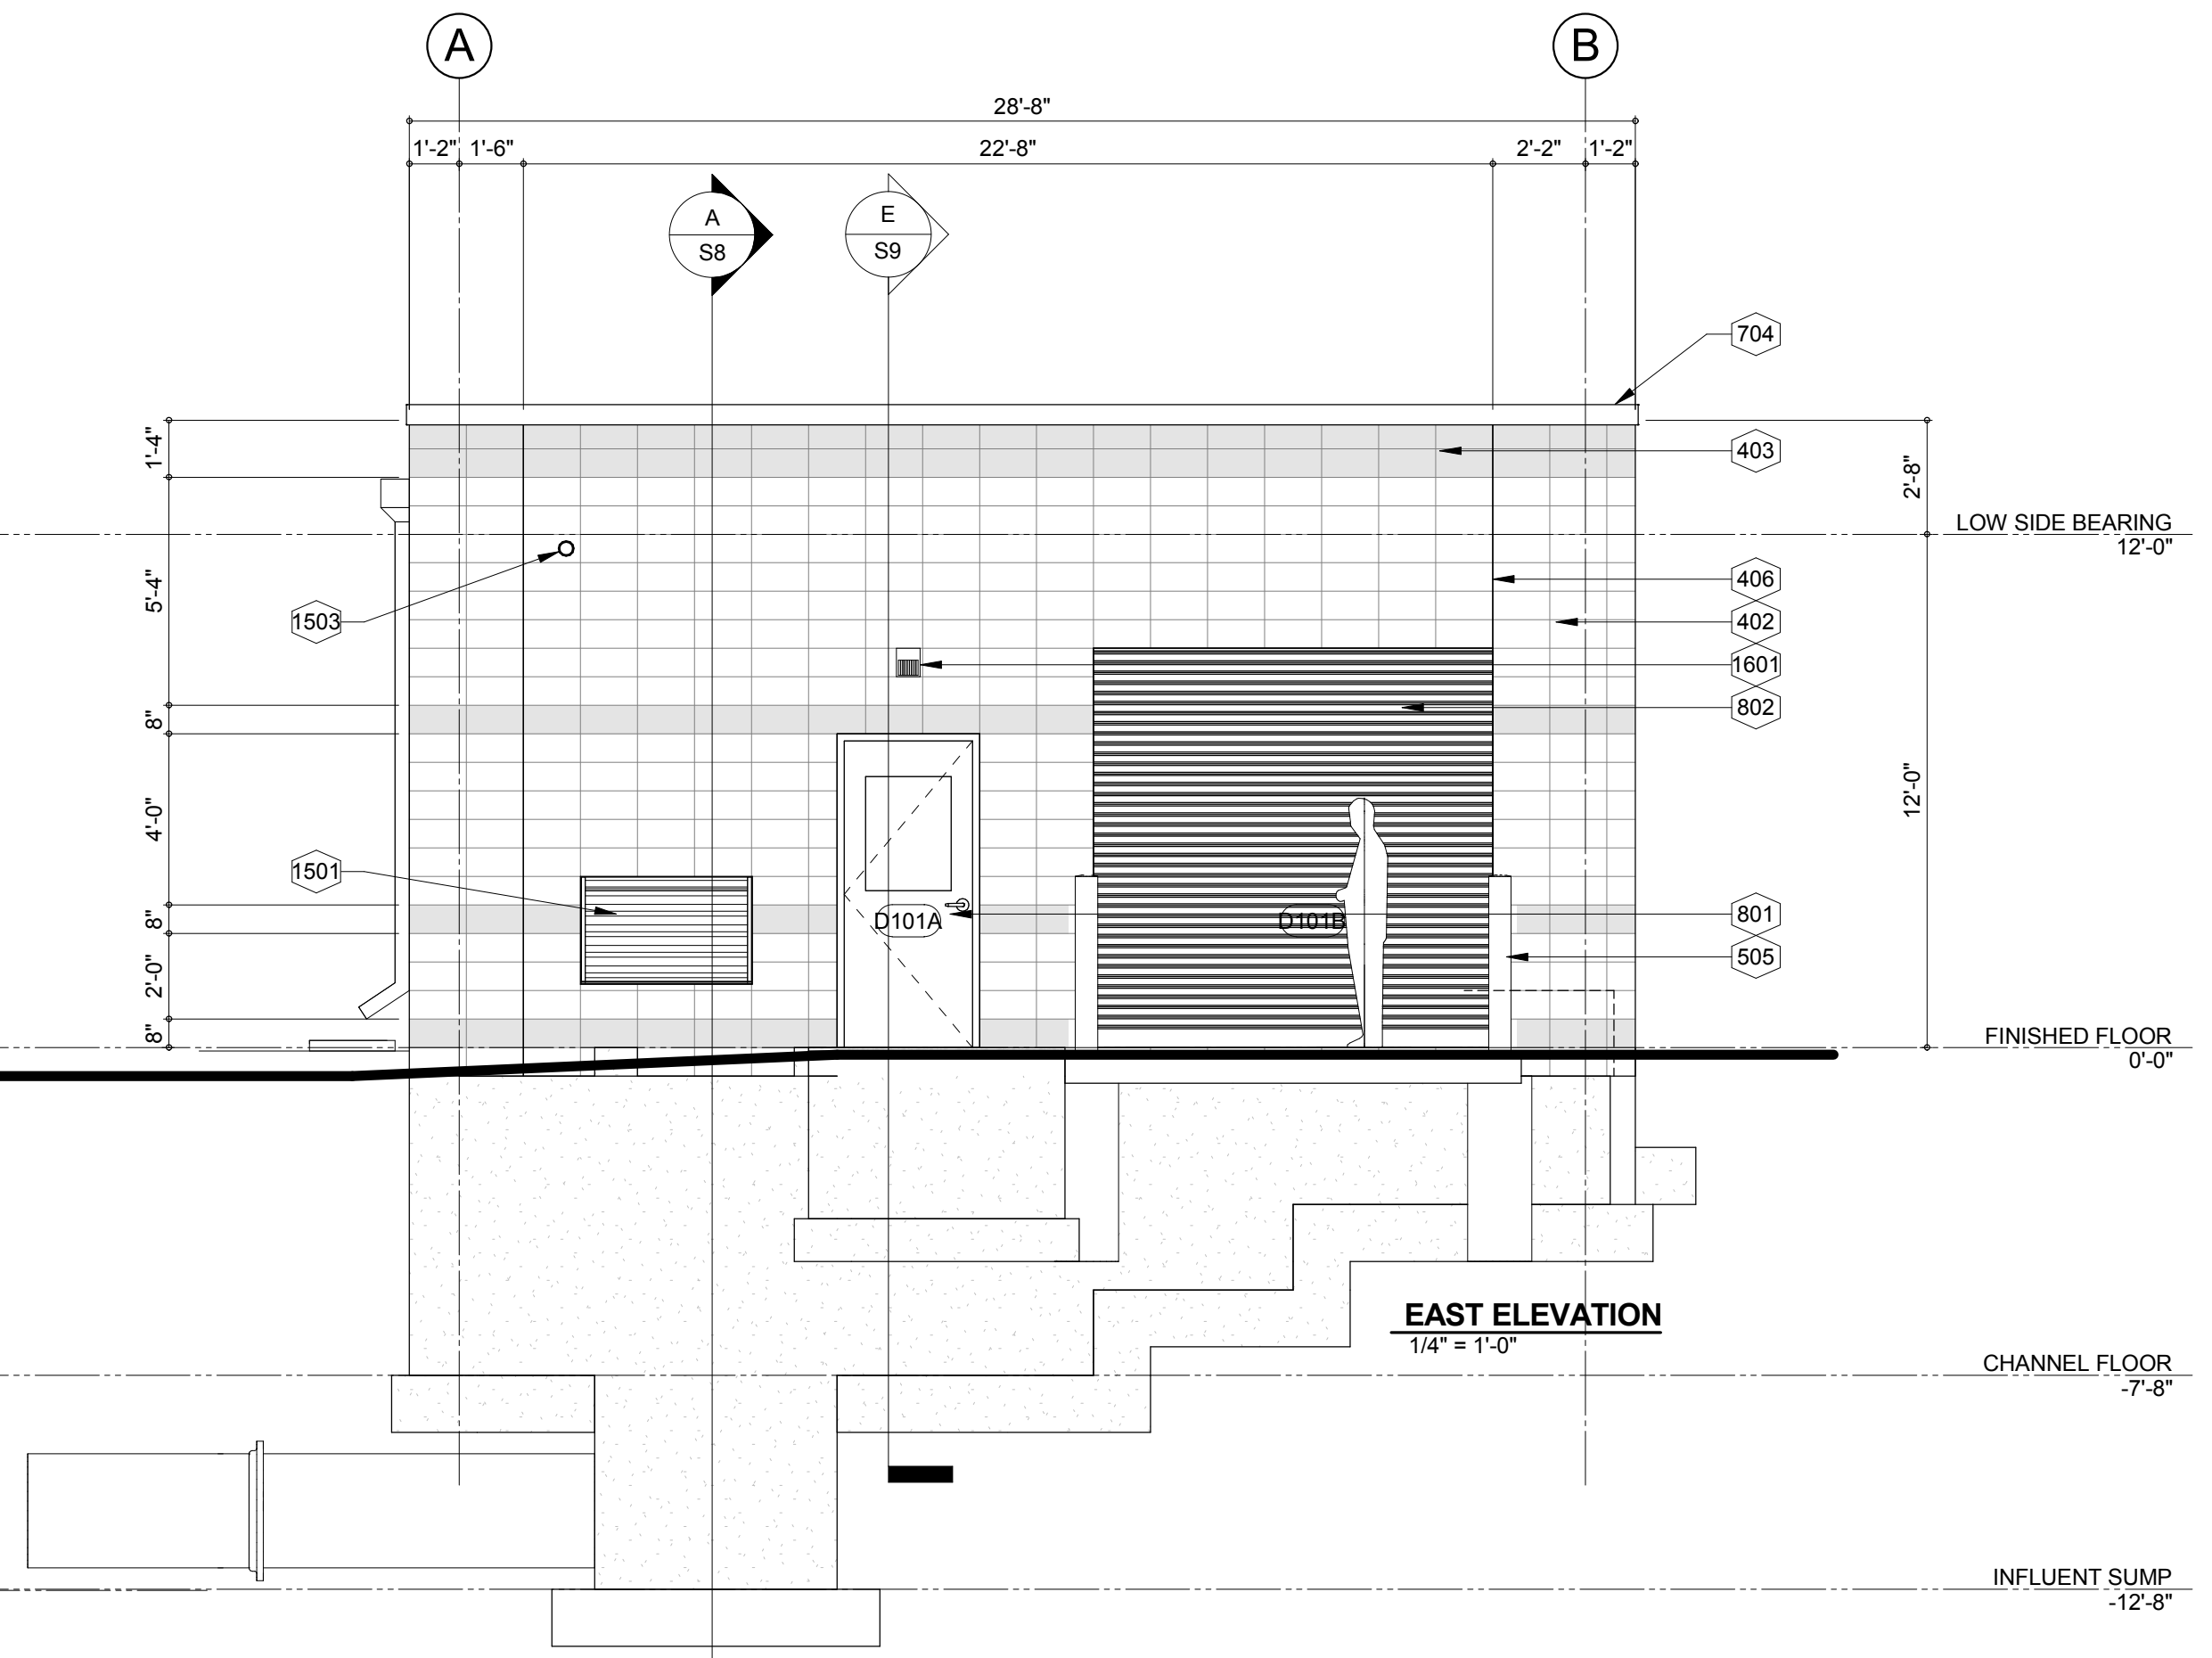 A
B
28'-8"
1'-2"
1'-6"
22'-8"
2'-2"
1'-2"
A
S8
E
S9
704
1'-4"
403
2'-8"
LOW SIDE BEARING
12'-0"
5'-4"
406
1503
402
1601
8"
802
4'-0"
12'-0"
1501
8"
D101A
D101B
801
505
2'-0"
8"
FINISHED FLOOR
0'-0"
EAST ELEVATION
1/4" = 1'-0"
CHANNEL FLOOR
-7'-8"
INFLUENT SUMP
-12'-8"